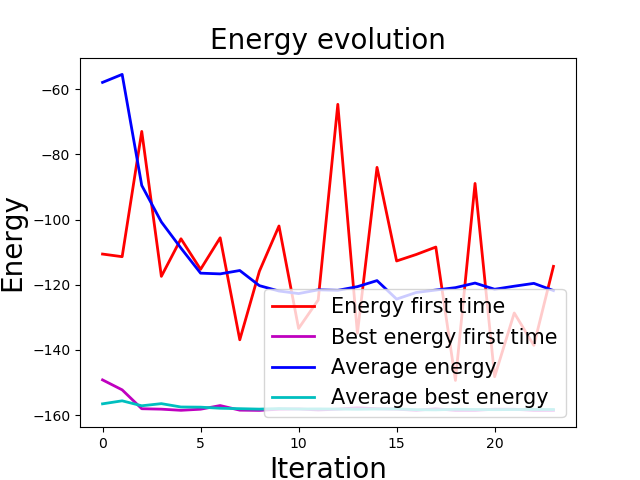 Energy evolution
Energy
−60
−80
−100
−120
−140
−160
Energy first time
Best energy first time
Average energy
Average best energy
0
5
10
15
20
Iteration